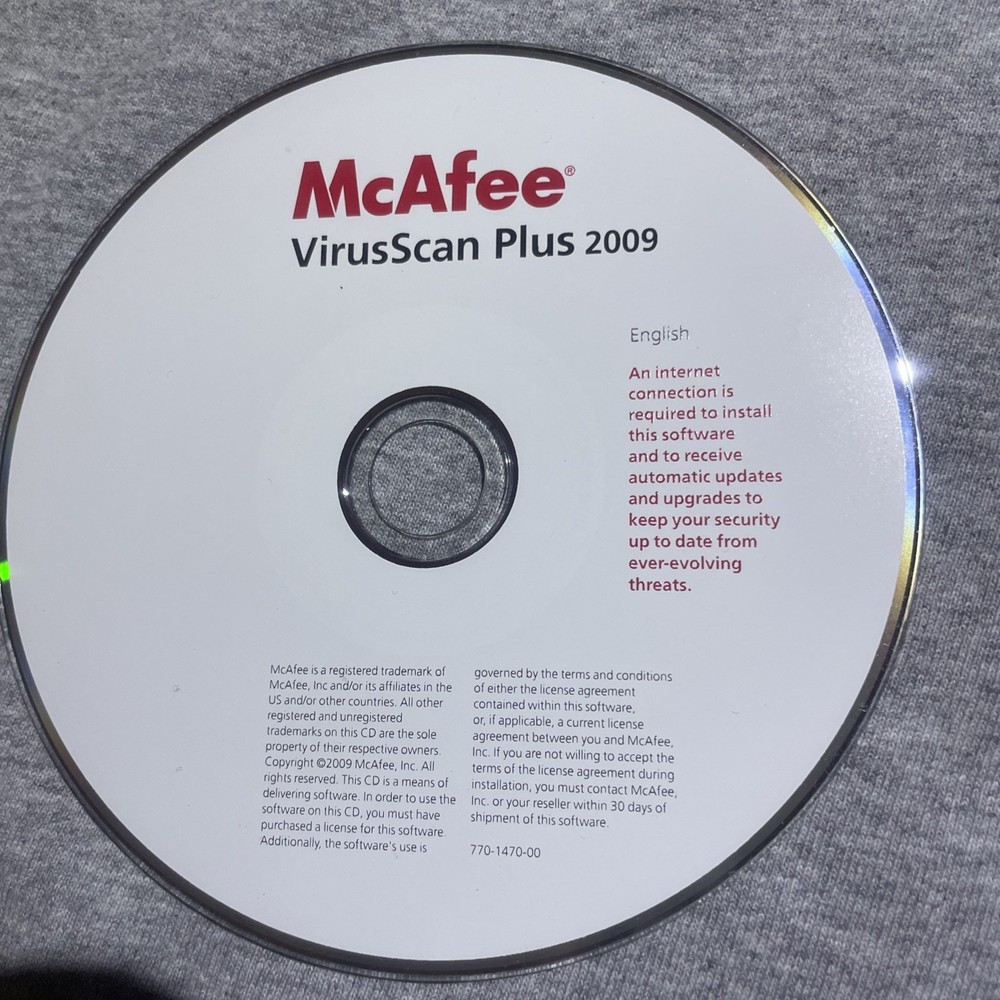 McAfee®
VirusScan Plus 2009
English
An internet
connection is
required to install
this software
and to receive
automatic updates
and upgrades to
keep your security
up to date from
ever-evolving
threats.
McAfee is a registered trademark of
McAfee, Inc and/or its affiliates in the
US and/or other countries. All other
registered and unregistered
trademarks on this CD are the sole
property of their respective owners.
Copyright ©2009 McAfee, Inc. All
rights reserved. This CD is a means of
delivering software. In order to use the
software on this CD, you must have
purchased a license for this software.
Additionally, the software's use is
governed by the terms and conditions
of either the license agreement
contained within this software,
or, if applicable, a current license
agreement between you and McAfee,
Inc. If you are not willing to accept the
terms of the license agreement during
installation, you must contact McAfee,
Inc. or your reseller within 30 days of
shipment of this software.
770-1470-00